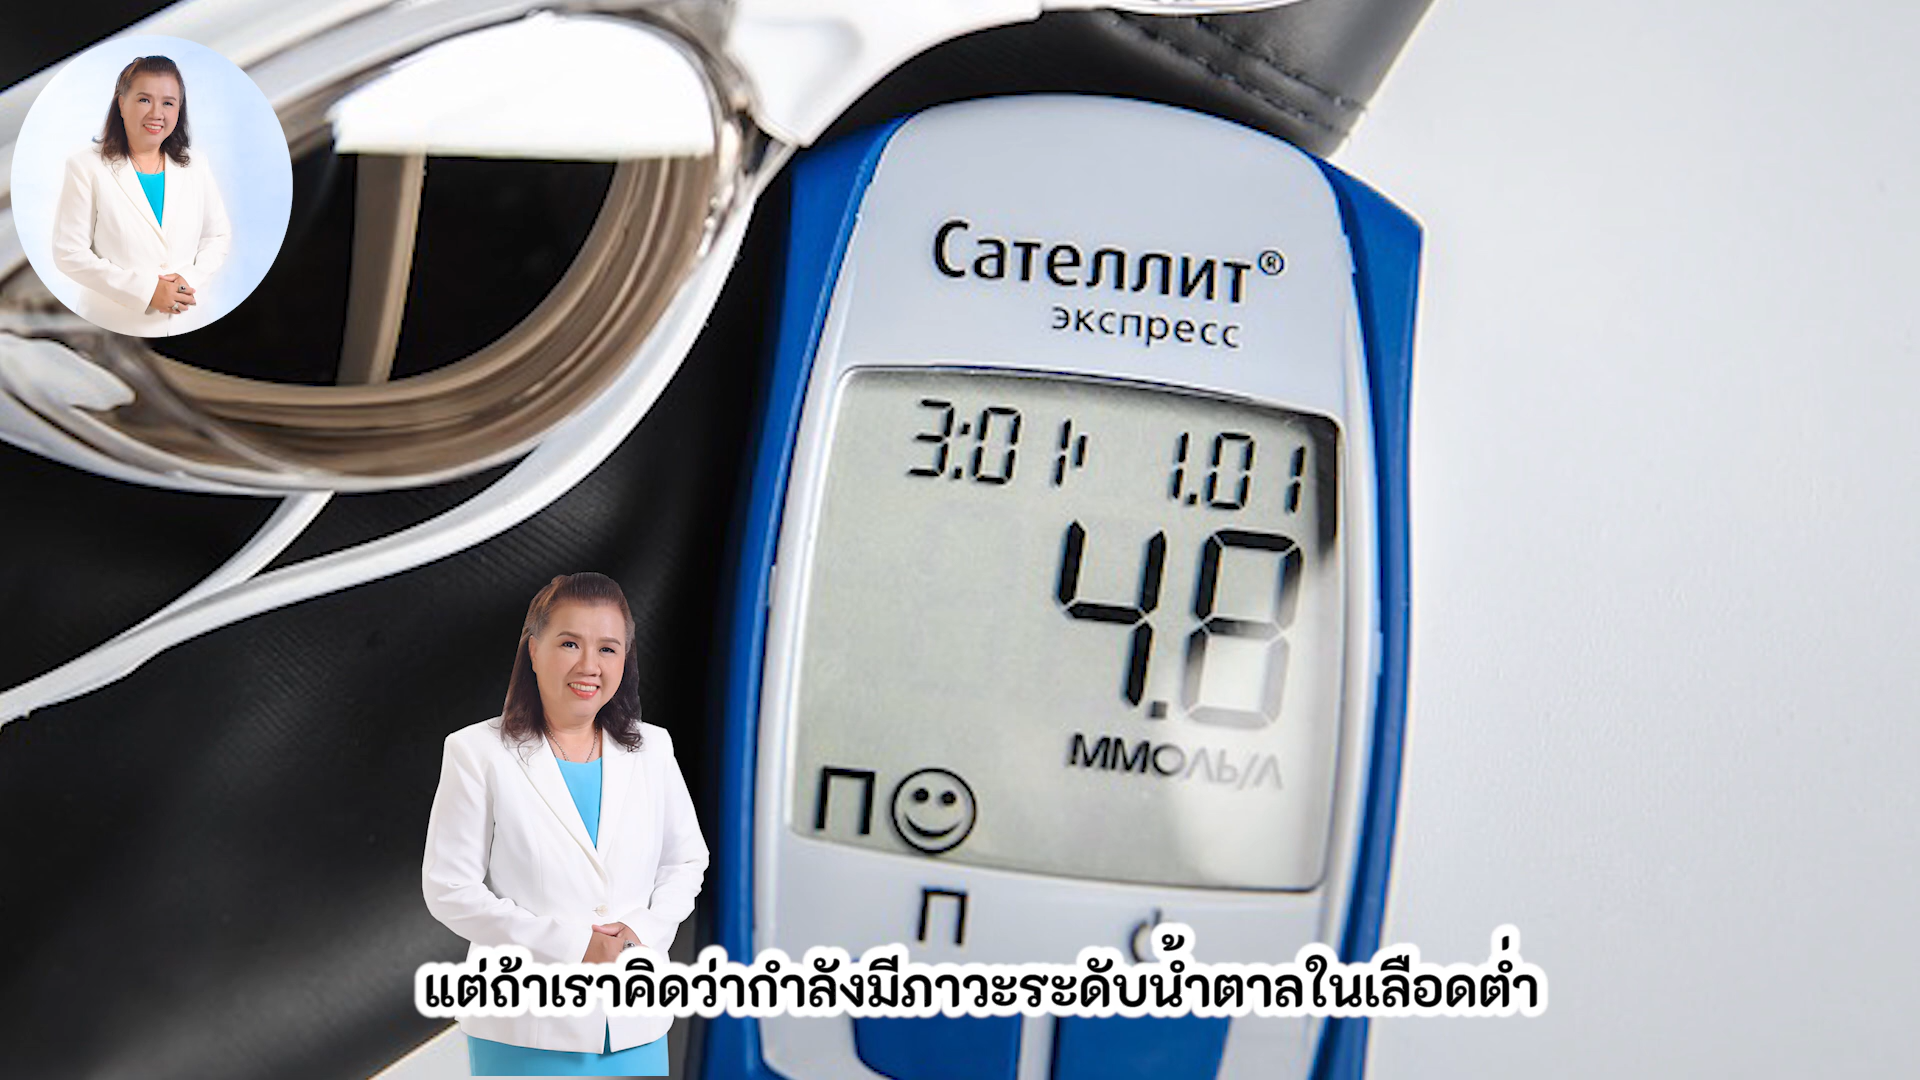 Сателлит®
экспресс
3:01 1.01
4.8
ММОЛЬ/Л
П
П
แต่ถ้าเราคิดว่ากำลังมีภาวะระดับน้ำตาลในเลือดต่ำ